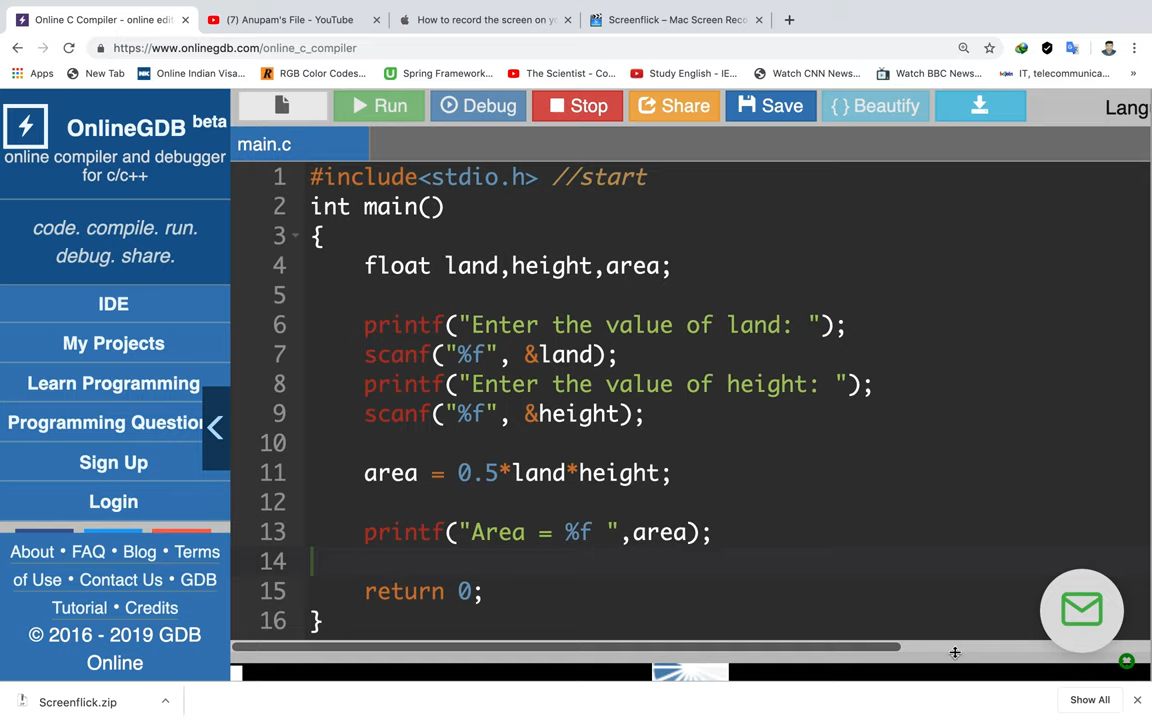 Online C Compiler - online edit
(7) Anupam's File - YouTube
How to record the screen on yo
Screenflick – Mac Screen Reco
https://www.onlinegdb.com/online_c_compiler
Apps
New Tab
Online Indian Visa...
RGB Color Codes...
Spring Framework...
The Scientist - Co...
Study English - IE...
Watch CNN News...
Watch BBC News...
IT, telecommunica...
»
OnlineGDB beta
online compiler and debugger
for c/c++
code. compile. run.
debug. share.
IDE
My Projects
Learn Programming
Programming Questio
Sign Up
Login
About • FAQ • Blog • Terms
of Use • Contact Us • GDB
Tutorial • Credits
© 2016 - 2019 GDB
Online
Run
Debug
Stop
Share
Save
{ } Beautify
Lang
main.c
1 #include<stdio.h> //start
2 int main()
3 {
4 float land,height,area;
5
6 printf("Enter the value of land: ");
7 scanf("%f", &land);
8 printf("Enter the value of height: ");
9 scanf("%f", &height);
10
11 area = 0.5*land*height;
12
13 printf("Area = %f ",area);
14
15 return 0;
16 }
Screenflick.zip
Show All